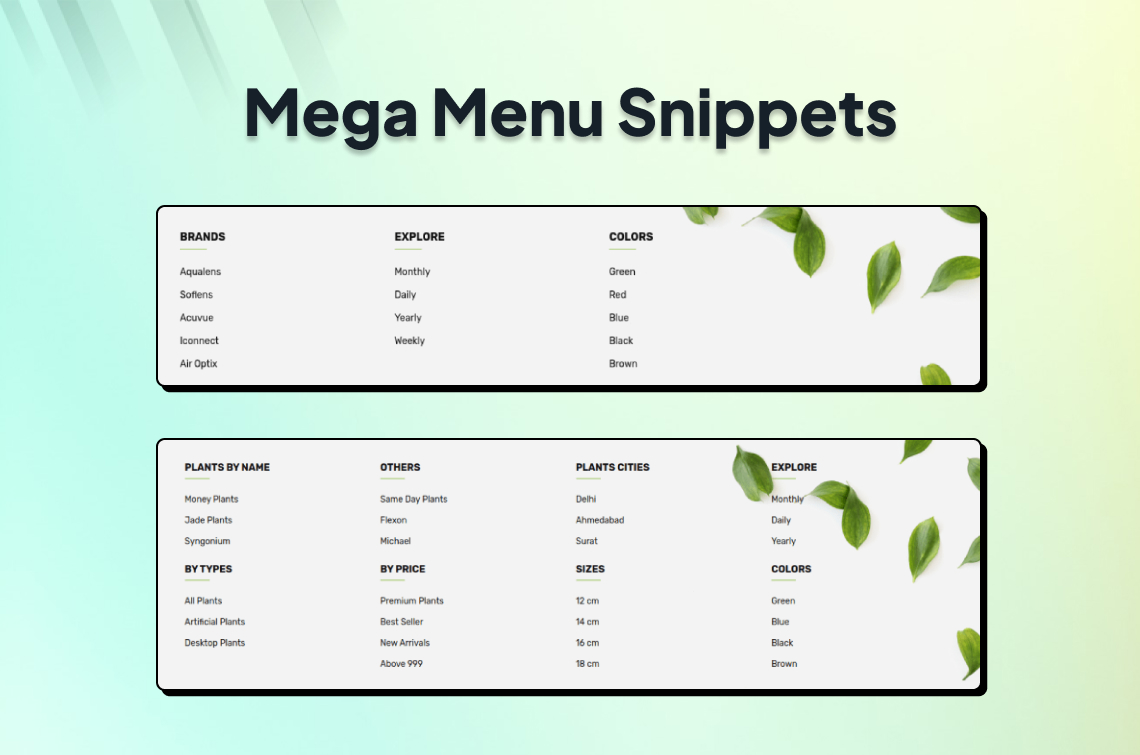 Mega Menu Snippets
BRANDS
Aqualens
Soflens
Acuvue
Iconnect
Air Optix
EXPLORE
Monthly
Daily
Yearly
Weekly
COLORS
Green
Red
Blue
Black
Brown
PLANTS BY NAME
Money Plants
Jade Plants
Syngonium
OTHERS
Same Day Plants
Flexon
Michael
PLANTS CITIES
Delhi
Ahmedabad
Surat
EXPLORE
Monthly
Daily
Yearly
BY TYPES
All Plants
Artificial Plants
Desktop Plants
BY PRICE
Premium Plants
Best Seller
New Arrivals
Above 999
SIZES
12 cm
14 cm
16 cm
18 cm
COLORS
Green
Blue
Black
Brown